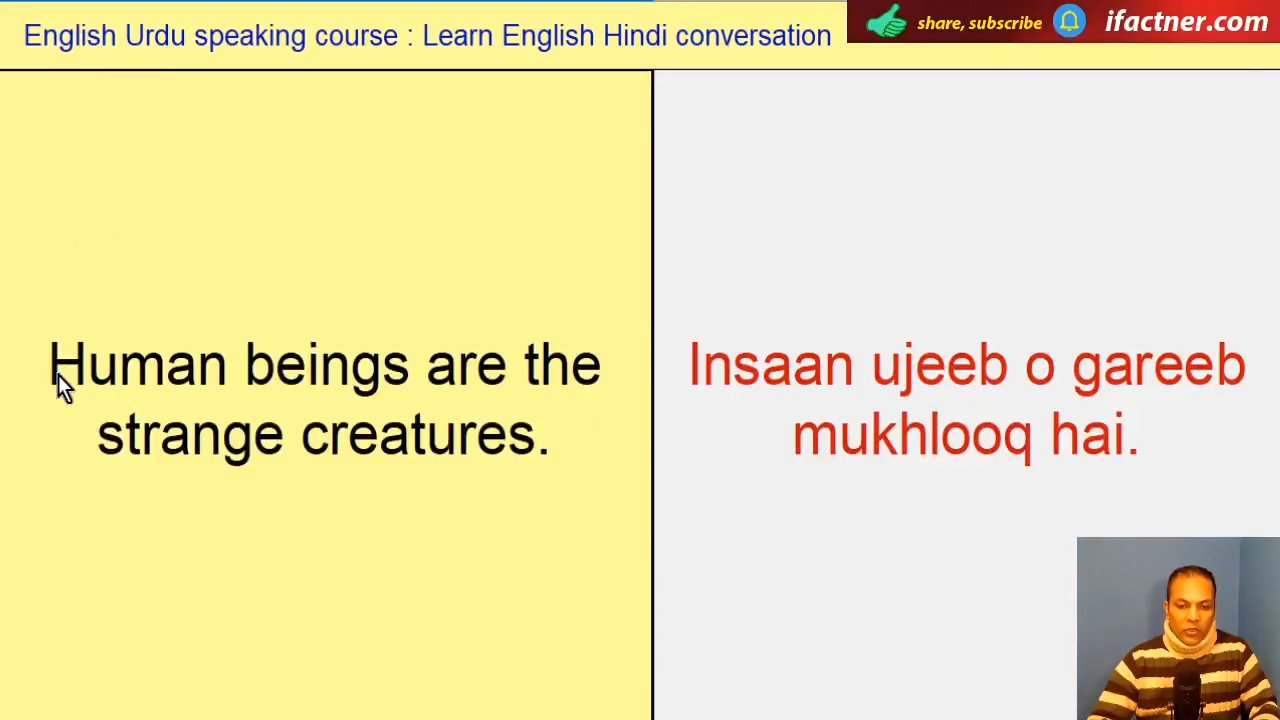 English Urdu speaking course : Learn English Hindi conversation
share, subscribe
ifactner.com
Human beings are the
strange creatures.
Insaan ujeeb o gareeb
mukhlooq hai.